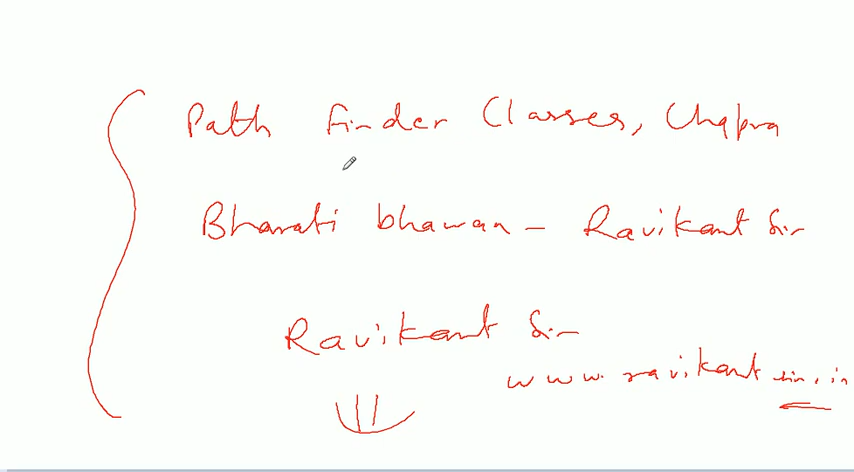 Path Finder Classes, Chapra
Bharati bhawan - Ravikant Sir
Ravikant Sir
www.ravikantsir.in